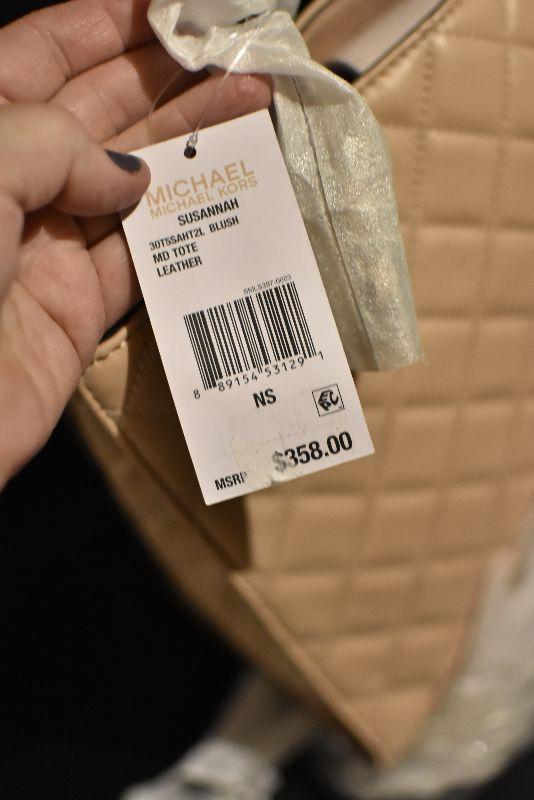 MICHAEL
MICHAEL KORS
SUSANNAH
30T5SAHT2L BLUSH
MD TOTE
LEATHER
8 89154 53129 1
NS
MSRP $358.00